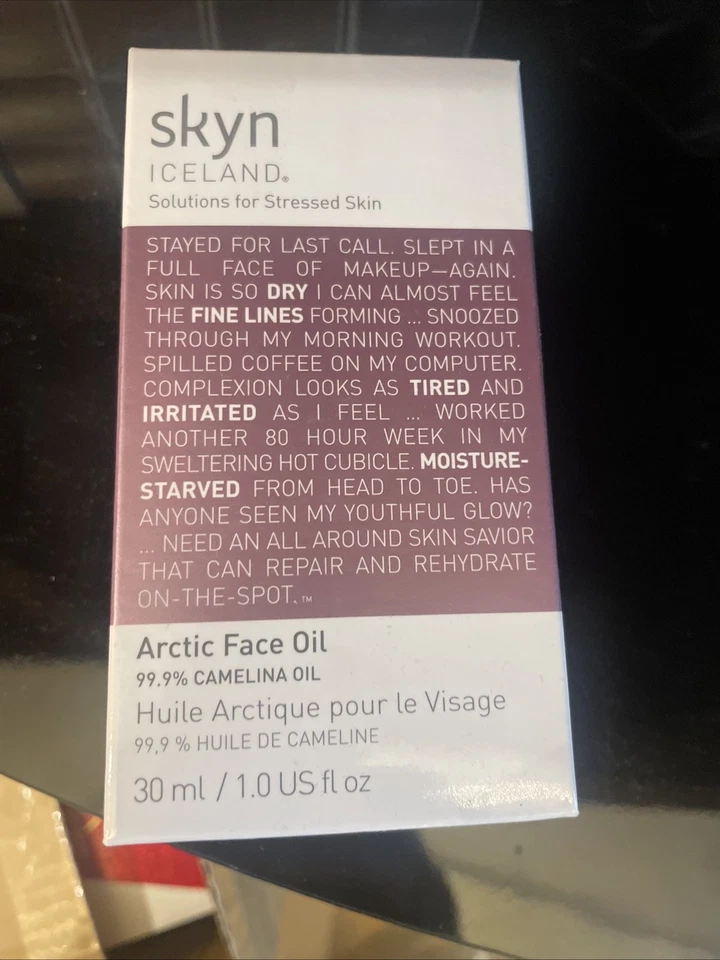 skyn
ICELAND®
Solutions for Stressed Skin
STAYED FOR LAST CALL. SLEPT IN A
FULL FACE OF MAKEUP—AGAIN.
SKIN IS SO DRY I CAN ALMOST FEEL
THE FINE LINES FORMING ... SNOOZED
THROUGH MY MORNING WORKOUT.
SPILLED COFFEE ON MY COMPUTER.
COMPLEXION LOOKS AS TIRED AND
IRRITATED AS I FEEL ... WORKED
ANOTHER 80 HOUR WEEK IN MY
SWELTERING HOT CUBICLE. MOISTURE-
STARVED FROM HEAD TO TOE. HAS
ANYONE SEEN MY YOUTHFUL GLOW?
... NEED AN ALL AROUND SKIN SAVIOR
THAT CAN REPAIR AND REHYDRATE
ON-THE-SPOT.™
Arctic Face Oil
99.9% CAMELINA OIL
Huile Arctique pour le Visage
99,9 % HUILE DE CAMELINE
30 ml / 1.0 US fl oz